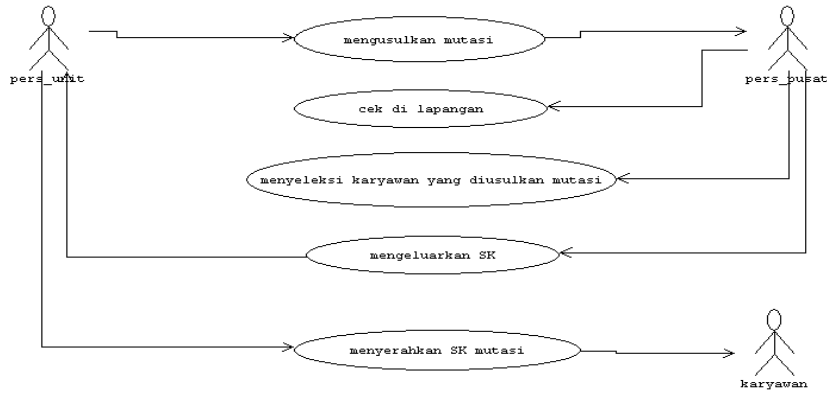 mengusulkan mutasi
pers_unit
pers_pusat
cek di lapangan
menyeleksi karyawan yang diusulkan mutasi
mengeluarkan SK
menyerahkan SK mutasi
karyawan